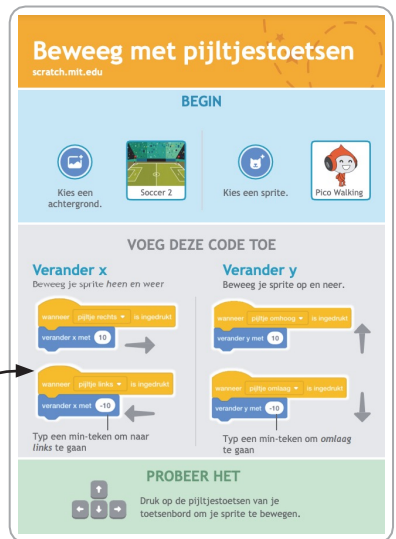 Beweeg met pijltjestoetsen
scratch.mit.edu
BEGIN
Kies een
achtergrond.
Soccer 2
Kies een sprite.
Pico Walking
VOEG DEZE CODE TOE
Verander x
Beweeg je sprite heen en weer
wanneer pijltje rechts is ingedrukt
verander x met 10
wanneer pijltje links is ingedrukt
verander x met -10
Typ een min-teken om naar
links te gaan
Verander y
Beweeg je sprite op en neer.
wanneer pijltje omhoog is ingedrukt
verander y met 10
wanneer pijltje omlaag is ingedrukt
verander y met -10
Typ een min-teken om omlaag
te gaan
PROBEER HET
Druk op de pijltjestoetsen van je
toetsenbord om je sprite te bewegen.